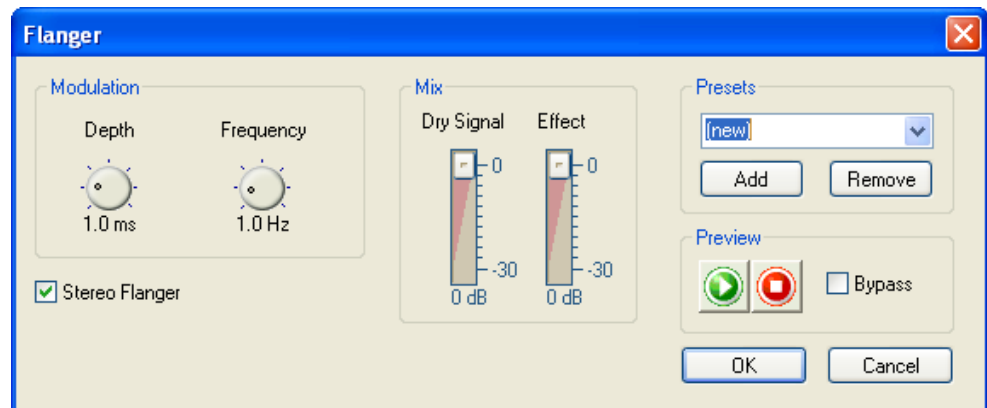 Flanger
Modulation
Depth
Frequency
1.0 ms
1.0 Hz
Stereo Flanger
Mix
Dry Signal
Effect
0
0
-30
-30
0 dB
0 dB
Presets
(new)
Add
Remove
Preview
Bypass
OK
Cancel